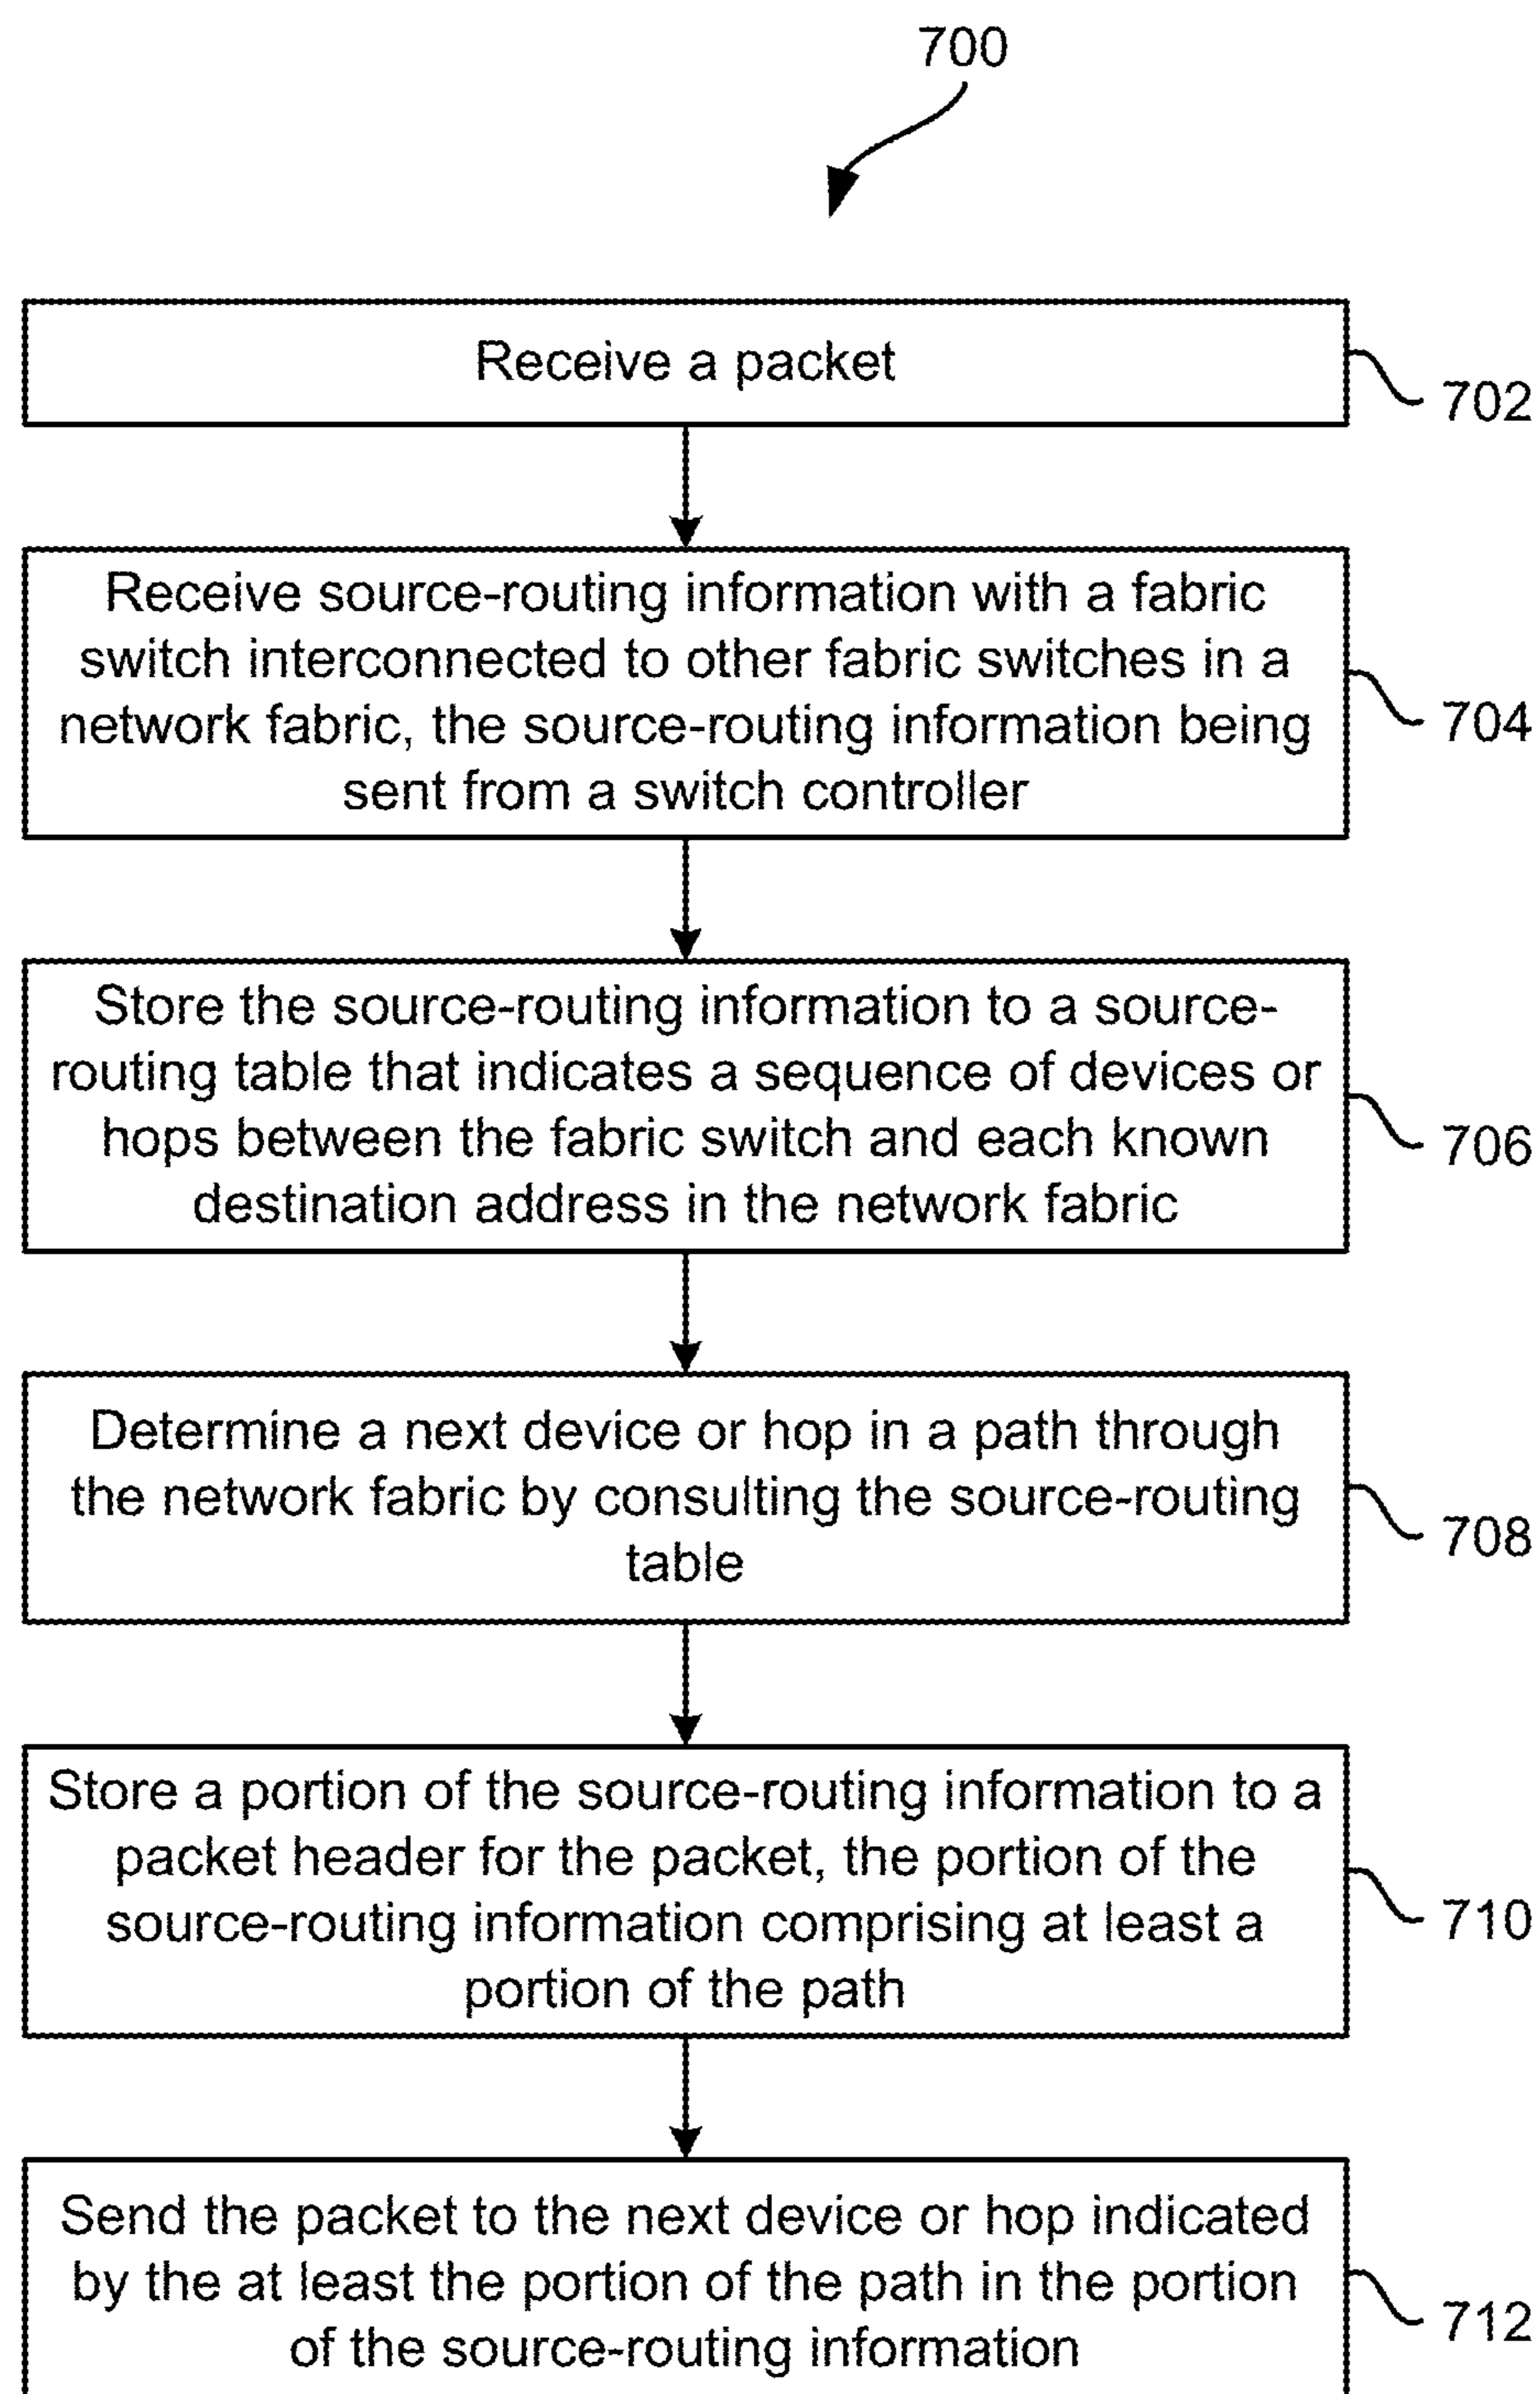 700
Receive a packet
702
Receive source-routing information with a fabric
switch interconnected to other fabric switches in a
network fabric, the source-routing information being
sent from a switch controller
704
Store the source-routing information to a source-
routing table that indicates a sequence of devices or
hops between the fabric switch and each known
destination address in the network fabric
706
Determine a next device or hop in a path through
the network fabric by consulting the source-routing
table
708
Store a portion of the source-routing information to a
packet header for the packet, the portion of the
source-routing information comprising at least a
portion of the path
710
Send the packet to the next device or hop indicated
by the at least the portion of the path in the portion
of the source-routing information
712